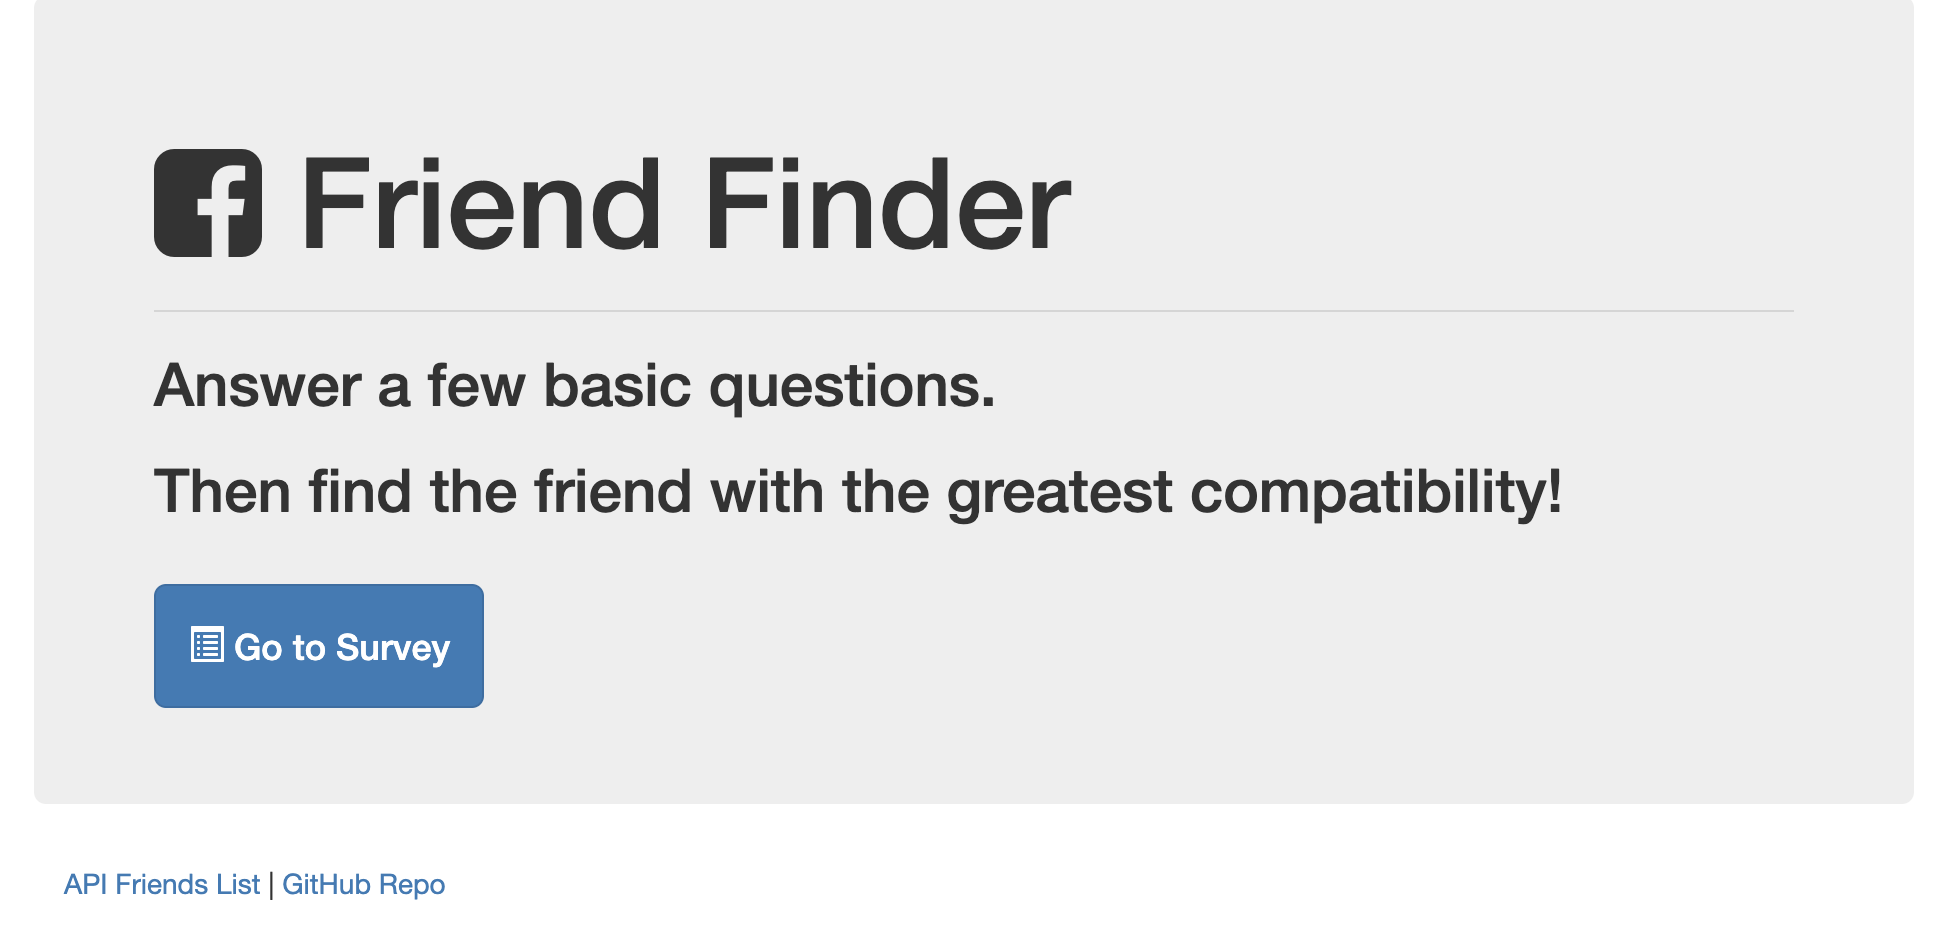 Friend Finder
Answer a few basic questions.
Then find the friend with the greatest compatibility!
Go to Survey
API Friends List | GitHub Repo